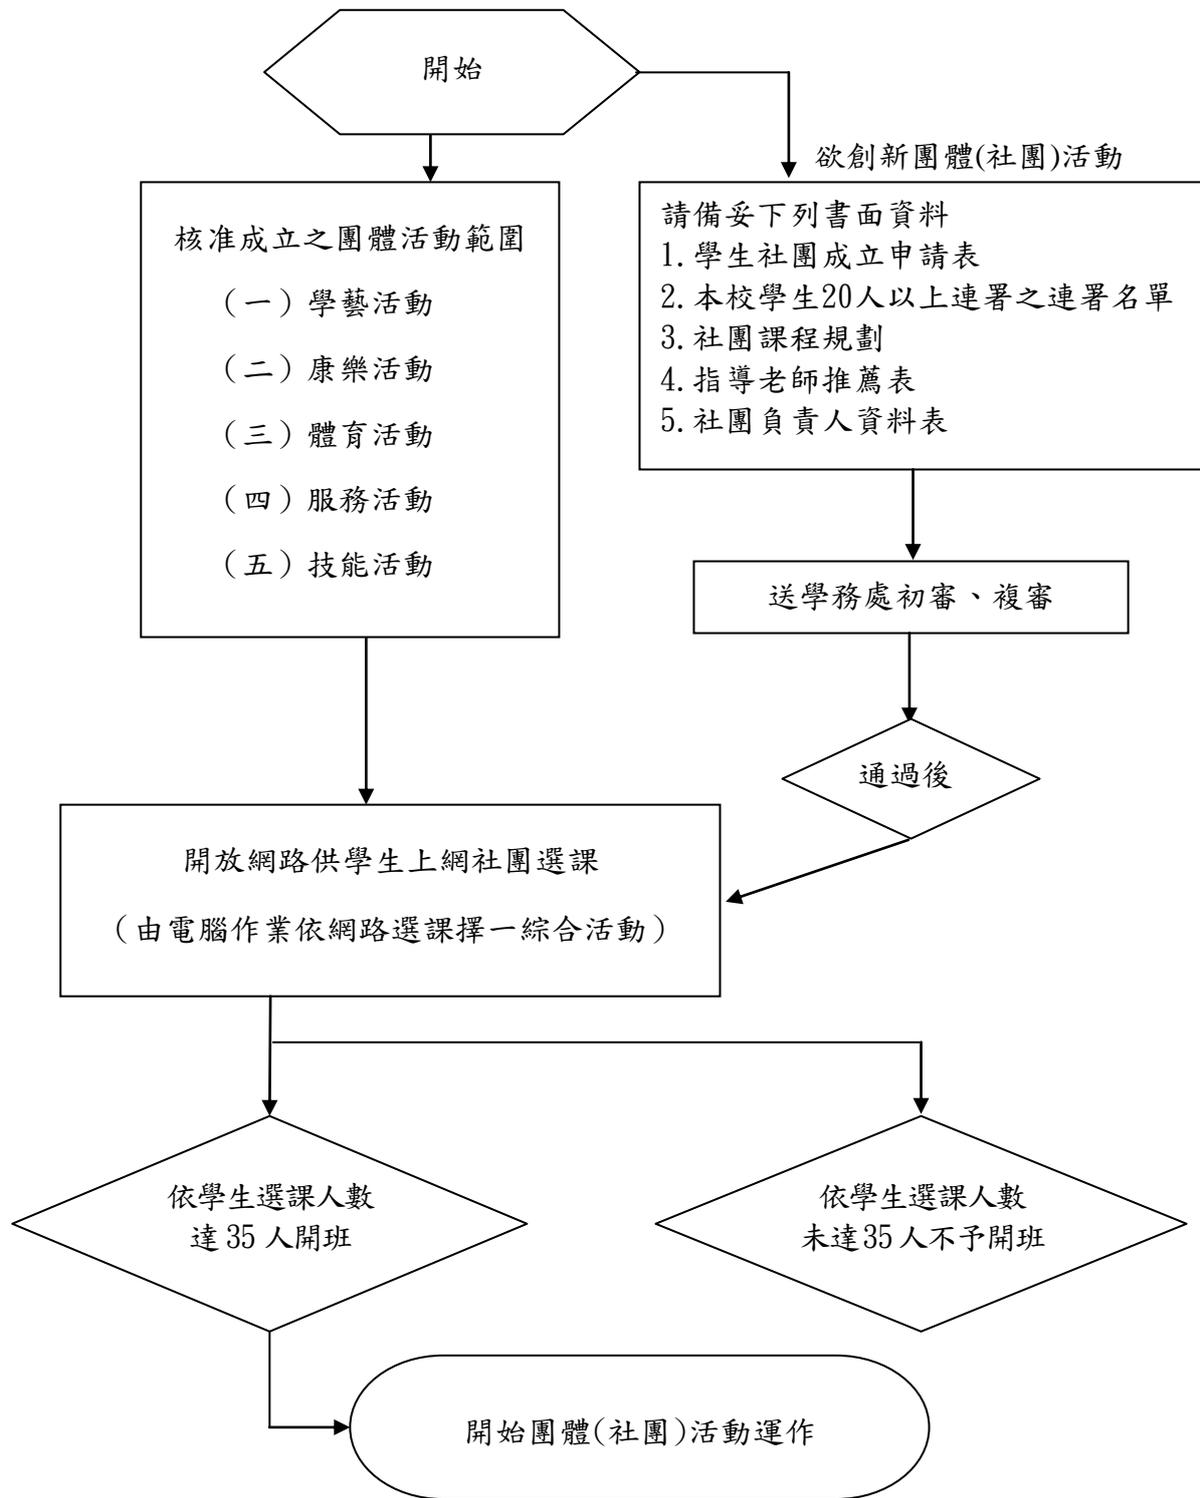 開始
欲創新團體(社團)活動
核准成立之團體活動範圍
（一）學藝活動
（二）康樂活動
（三）體育活動
（四）服務活動
（五）技能活動
請備妥下列書面資料
1.學生社團成立申請表
2.本校學生20人以上連署之連署名單
3.社團課程規劃
4.指導老師推薦表
5.社團負責人資料表
送學務處初審、複審
通過後
開放網路供學生上網社團選課
（由電腦作業依網路選課擇一綜合活動）
依學生選課人數
達35人開班
依學生選課人數
未達35人不予開班
開始團體(社團)活動運作